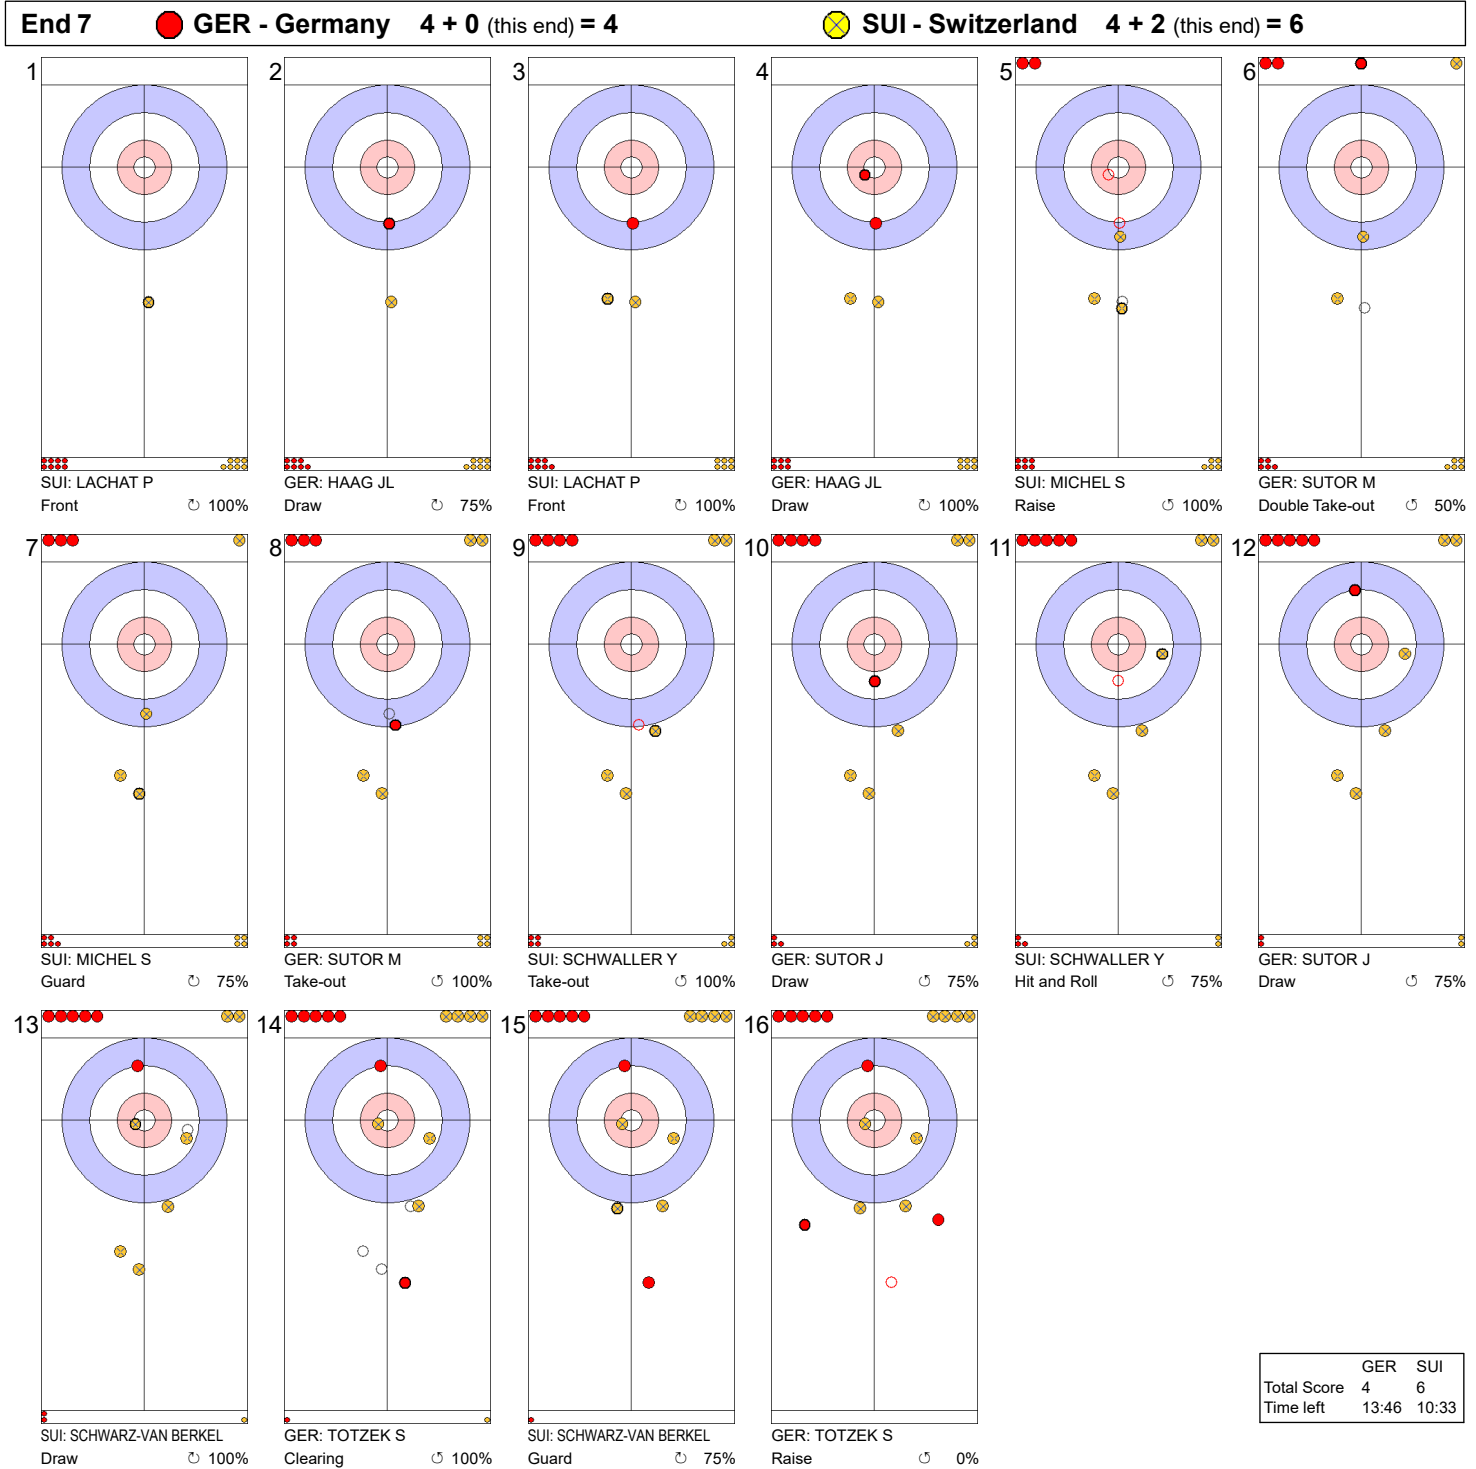 End 7 GER - Germany 4 + 0 (this end) = 4 SUI - Switzerland 4 + 2 (this end) = 6
1 2 3 4 5 6
SUI: LACHAT P GER: HAAG JL SUI: LACHAT P GER: HAAG JL SUI: MICHEL S GER: SUTOR M
Front ↻ 100% Draw ↻ 75% Front ↻ 100% Draw ↻ 100% Raise ↺ 100% Double Take-out ↺ 50%
7 8 9 10 11 12
SUI: MICHEL S GER: SUTOR M SUI: SCHWALLER Y GER: SUTOR J SUI: SCHWALLER Y GER: SUTOR J
Guard ↻ 75% Take-out ↺ 100% Take-out ↺ 100% Draw ↺ 75% Hit and Roll ↺ 75% Draw ↺ 75%
13 14 15 16
SUI: SCHWARZ-VAN BERKEL GER: TOTZEK S SUI: SCHWARZ-VAN BERKEL GER: TOTZEK S
Draw ↻ 100% Clearing ↻ 100% Guard ↻ 75% Raise ↻ 0%
GER SUI
Total Score 4 6
Time left 13:46 10:33